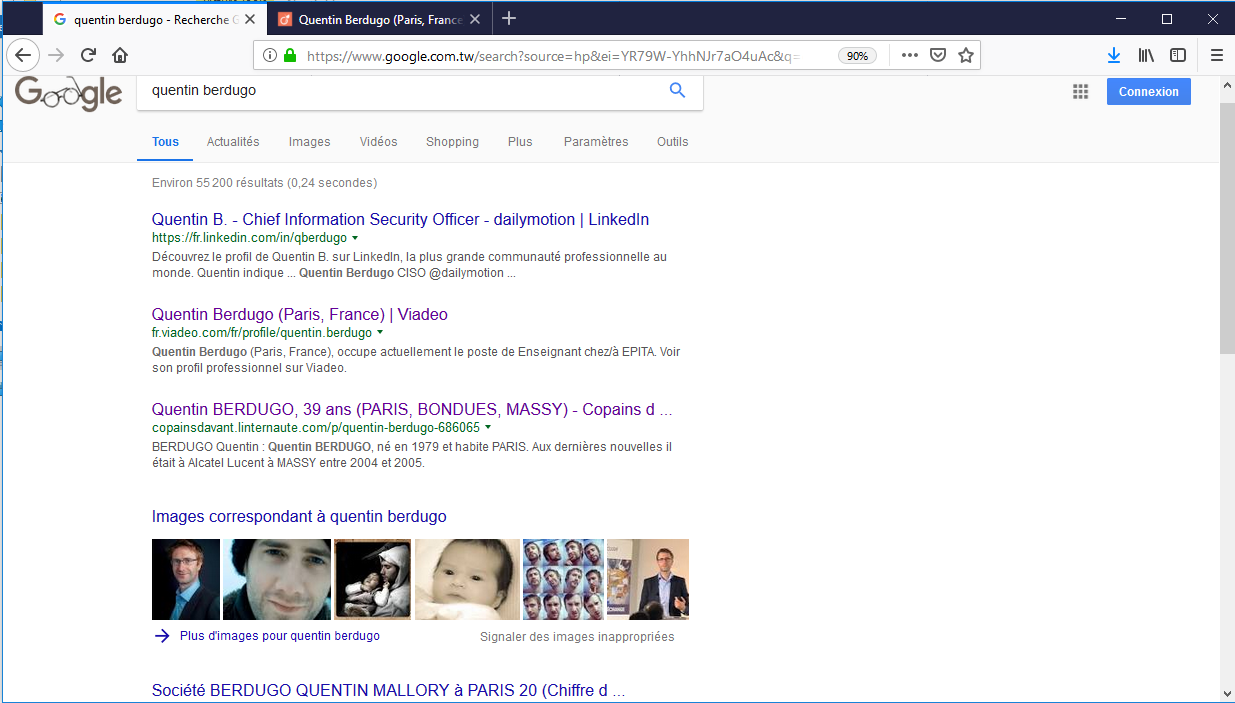 quentin berdugo - Recherche G
Quentin Berdugo (Paris, France
https://www.google.com.tw/search?source=hp&ei=YR79W-YhhNJr7aO4uAc&q=
90%
Google
quentin berdugo
Connexion
Tous Actualités Images Vidéos Shopping Plus Paramètres Outils
Environ 55 200 résultats (0,24 secondes)
Quentin B. - Chief Information Security Officer - dailymotion | LinkedIn
https://fr.linkedin.com/in/qberdugo
Découvrez le profil de Quentin B. sur LinkedIn, la plus grande communauté professionnelle au
monde. Quentin indique ... Quentin Berdugo CISO @dailymotion ...
Quentin Berdugo (Paris, France) | Viadeo
fr.viadeo.com/fr/profile/quentin.berdugo
Quentin Berdugo (Paris, France), occupe actuellement le poste de Enseignant chez/à EPITA. Voir
son profil professionnel sur Viadeo.
Quentin BERDUGO, 39 ans (PARIS, BONDUES, MASSY) - Copains d ...
copainsdavant.linternaute.com/p/quentin-berdugo-686065
BERDUGO Quentin : Quentin BERDUGO, né en 1979 et habite PARIS. Aux dernières nouvelles il
était à Alcatel Lucent à MASSY entre 2004 et 2005.
Images correspondant à quentin berdugo
Plus d'images pour quentin berdugo
Signaler des images inappropriées
Société BERDUGO QUENTIN MALLORY à PARIS 20 (Chiffre d ...